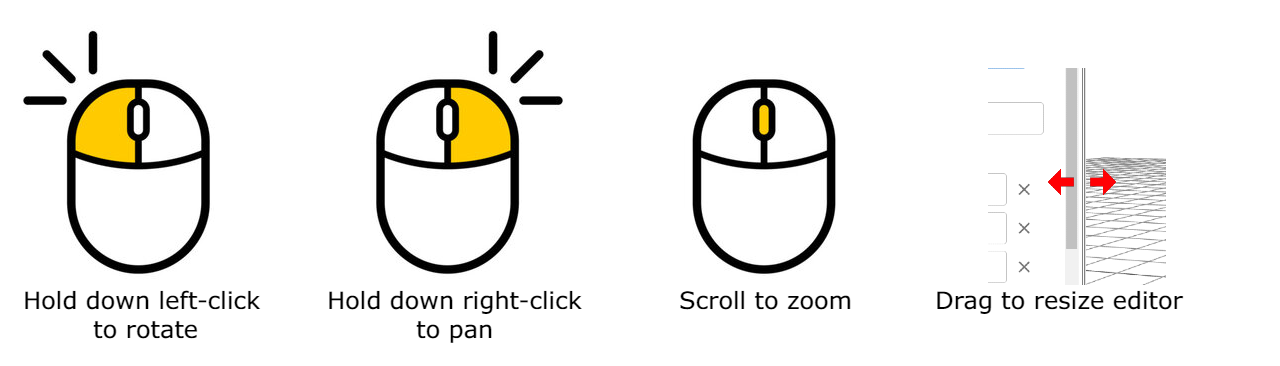 Hold down left-click
to rotate
Hold down right-click
to pan
Scroll to zoom
Drag to resize editor